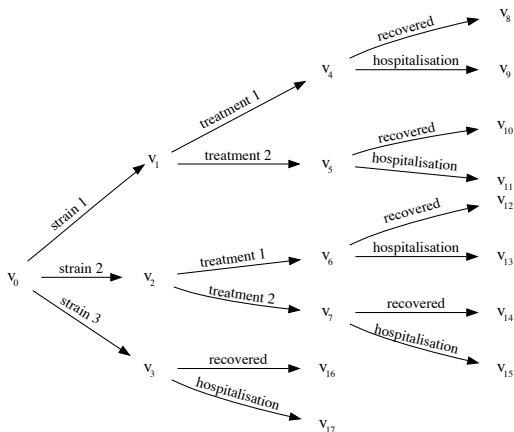 v8
recovered
v4
hospitalisation
v9
treatment 1
v10
recovered
v1
treatment 2
v5
hospitalisation
v11
v12
strain 1
recovered
treatment 1
v6
hospitalisation
v13
v0
strain 2
v2
treatment 2
v7
recovered
v14
strain 3
hospitalisation
v3
recovered
v16
v15
hospitalisation
v17